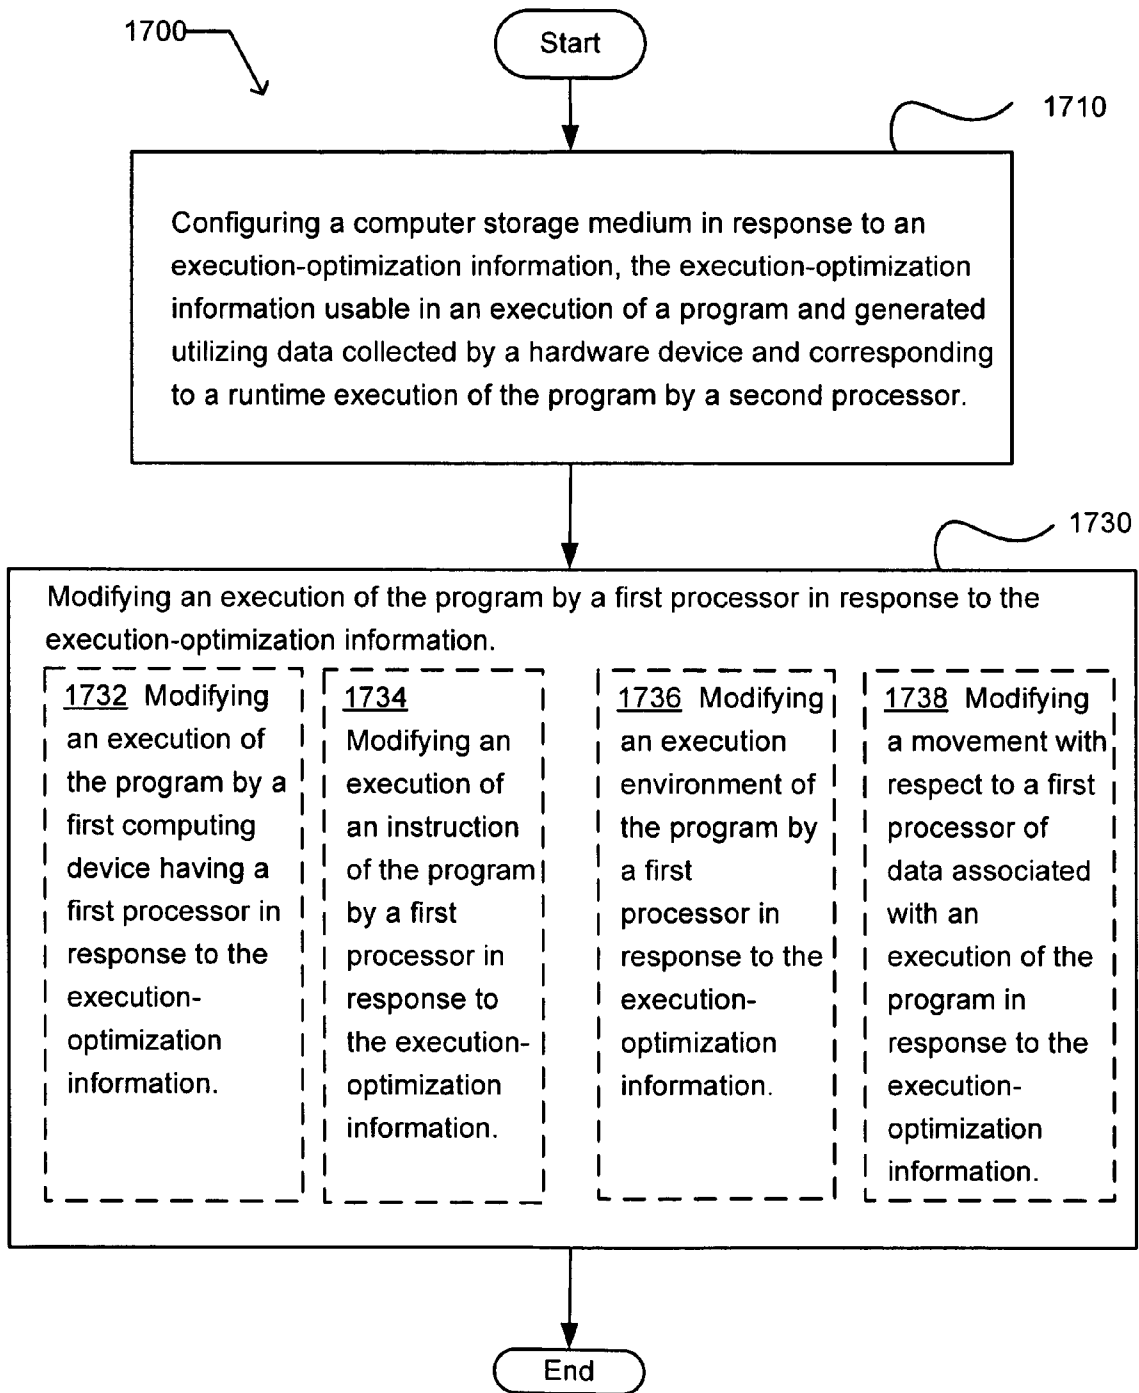 1700
Start
1710
Configuring a computer storage medium in response to an
execution-optimization information, the execution-optimization
information usable in an execution of a program and generated
utilizing data collected by a hardware device and corresponding
to a runtime execution of the program by a second processor.
1730
Modifying an execution of the program by a first processor in response to the
execution-optimization information.
1732 Modifying
an execution of
the program by a
first computing
device having a
first processor in
response to the
execution-
optimization
information.
1734
Modifying an
execution of
an instruction
of the program
by a first
processor in
response to
the execution-
optimization
information.
1736 Modifying
an execution
environment of
the program by
a first
processor in
response to the
execution-
optimization
information.
1738 Modifying
a movement with
respect to a first
processor of
data associated
with an
execution of the
program in
response to the
execution-
optimization
information.
End